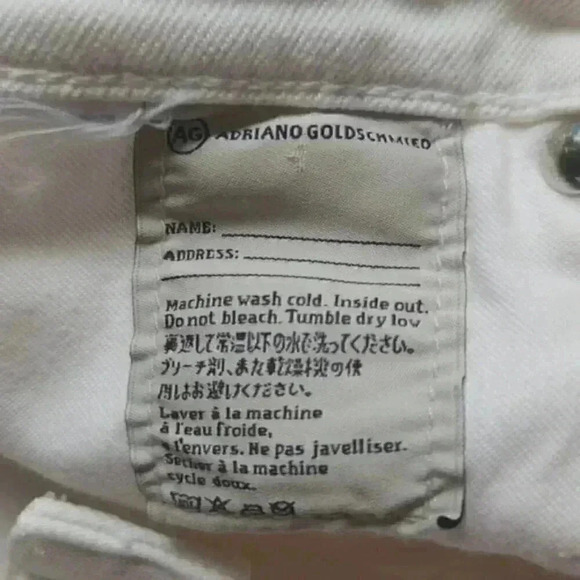 AG ADRIANO GOLDSCHMIED
NAME:
ADDRESS:
Machine wash cold. Inside out.
Do not bleach. Tumble dry low
裏返して常温以下の水で洗ってください。
ブリーチ剤、また乾燥機の使
用はお避けください。
Laver à la machine
à l'eau froide,
à l'envers. Ne pas javelliser.
Secher à la machine
cycle doux.